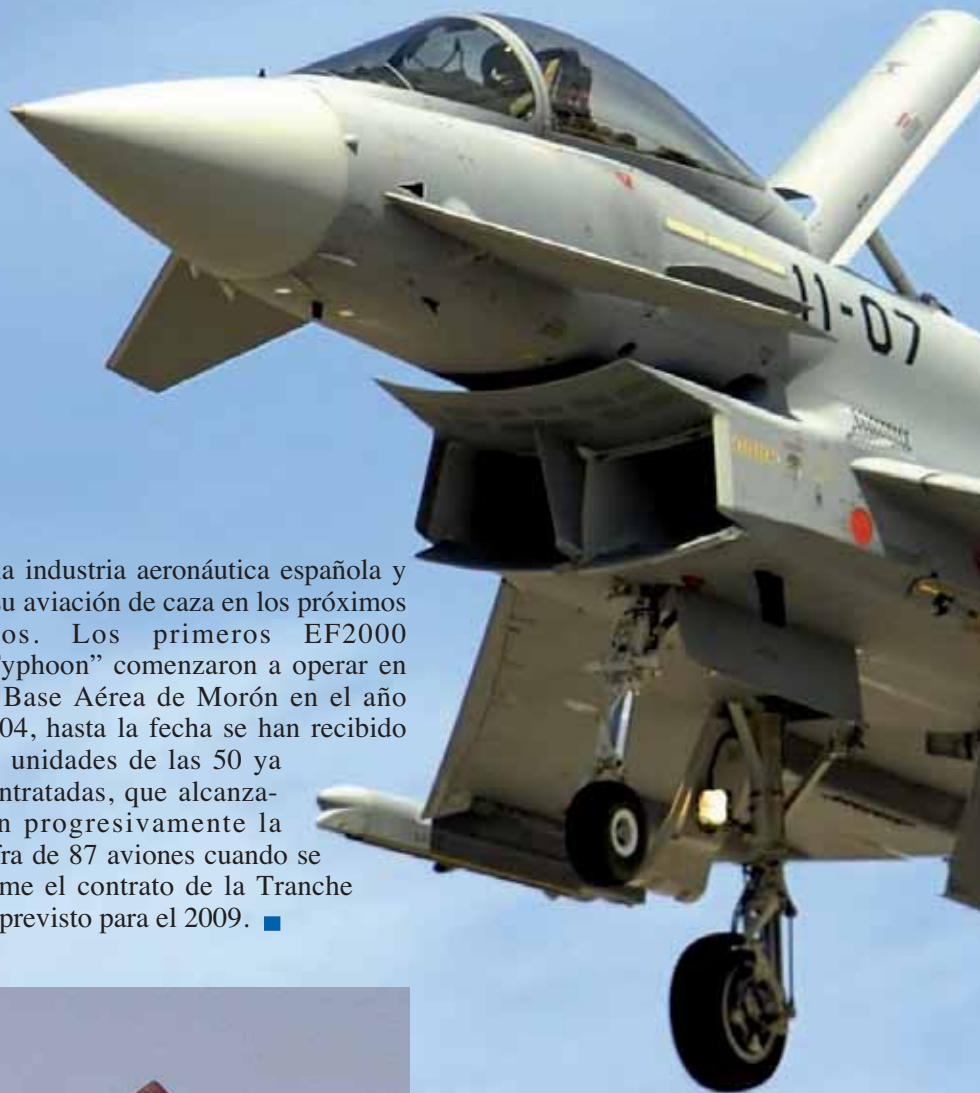 11-07
la industria aeronáutica española y
su aviación de caza en los próximos
os. Los primeros EF2000
Typhoon” comenzaron a operar en
Base Aérea de Morón en el año
04, hasta la fecha se han recibido
unidades de las 50 ya
ntratadas, que alcanza-
n progresivamente la
fra de 87 aviones cuando se
me el contrato de la Tranche
previsto para el 2009.